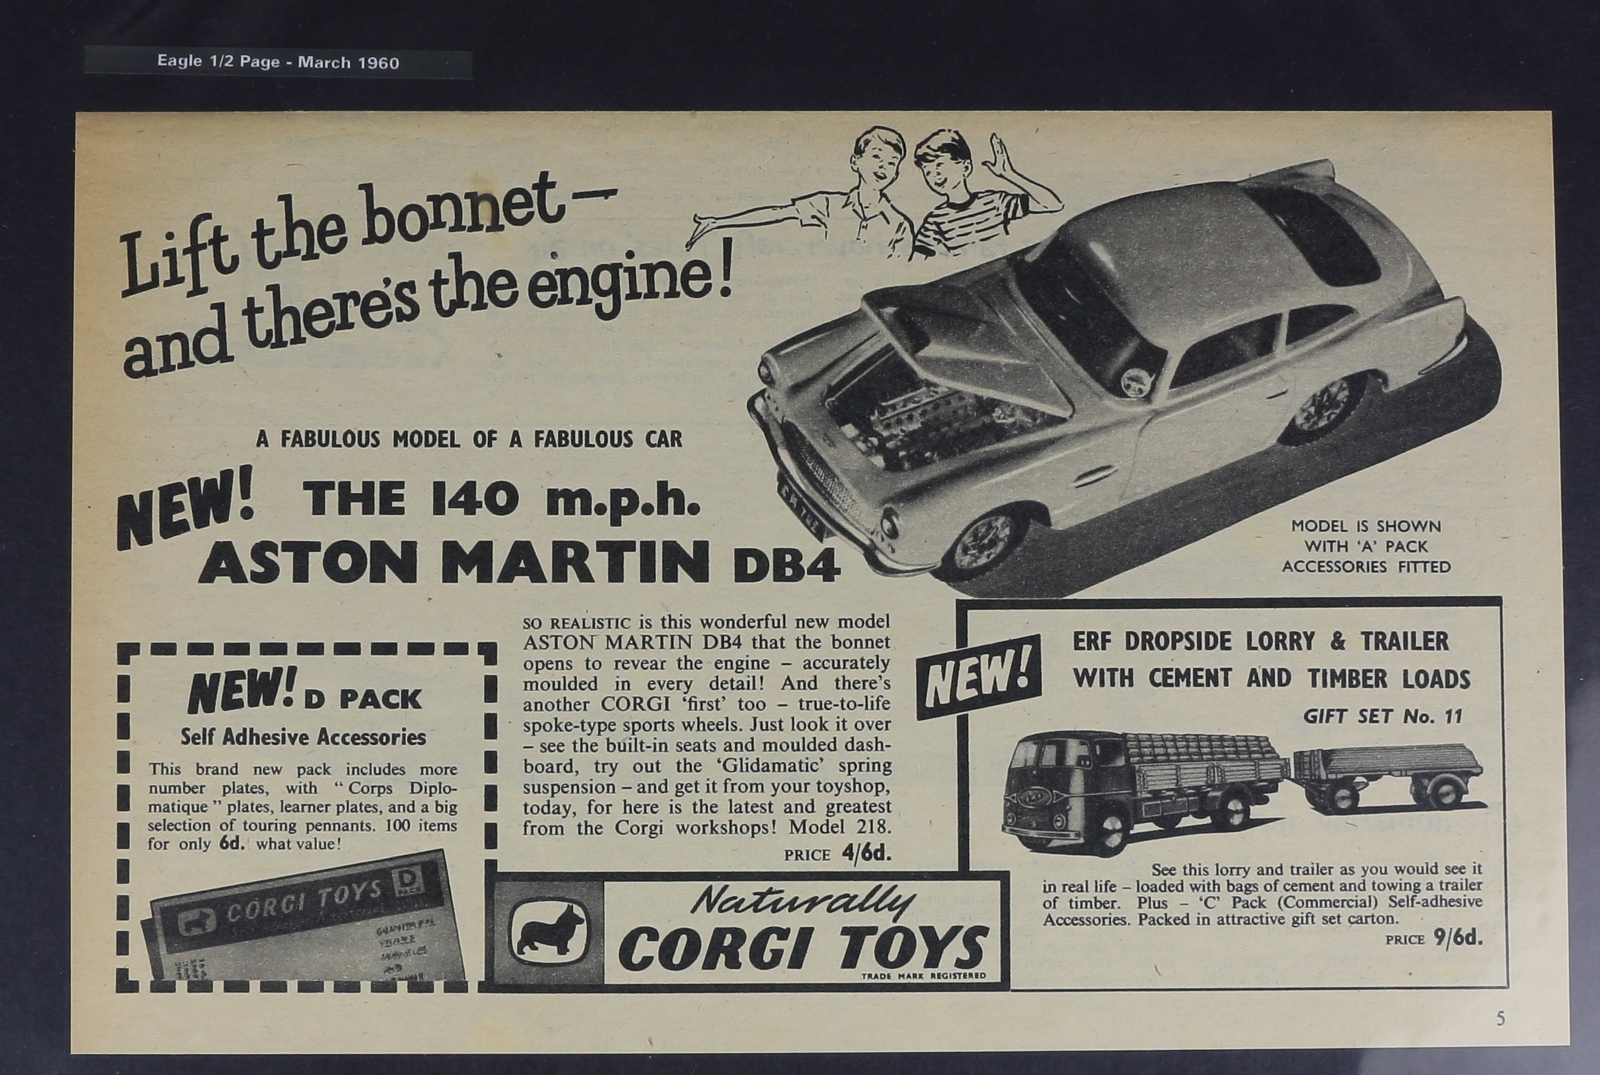 Eagle 1/2 Page - March 1960
Lift the bonnet —
and there's the engine!
A FABULOUS MODEL OF A FABULOUS CAR
NEW! THE 140 m.p.h.
ASTON MARTIN DB4
MODEL IS SHOWN
WITH 'A' PACK
ACCESSORIES FITTED
NEW! D PACK
Self Adhesive Accessories
This brand new pack includes more
number plates, with "Corps Diplo-
matique" plates, learner plates, and a big
selection of touring pennants. 100 items
for only 6d. what value!
CORGI TOYS D
PACK
SO REALISTIC is this wonderful new model
ASTON MARTIN DB4 that the bonnet
opens to revear the engine – accurately
moulded in every detail! And there's
another CORGI 'first' too – true-to-life
spoke-type sports wheels. Just look it over
– see the built-in seats and moulded dash-
board, try out the 'Glidamatic' spring
suspension – and get it from your toyshop,
today, for here is the latest and greatest
from the Corgi workshops! Model 218.
PRICE 4/6d.
Naturally
CORGI TOYS
TRADE MARK REGISTERED
NEW!
ERF DROPSIDE LORRY & TRAILER
WITH CEMENT AND TIMBER LOADS
GIFT SET No. 11
See this lorry and trailer as you would see it
in real life – loaded with bags of cement and towing a trailer
of timber. Plus – 'C' Pack (Commercial) Self-adhesive
Accessories. Packed in attractive gift set carton.
PRICE 9/6d.
5